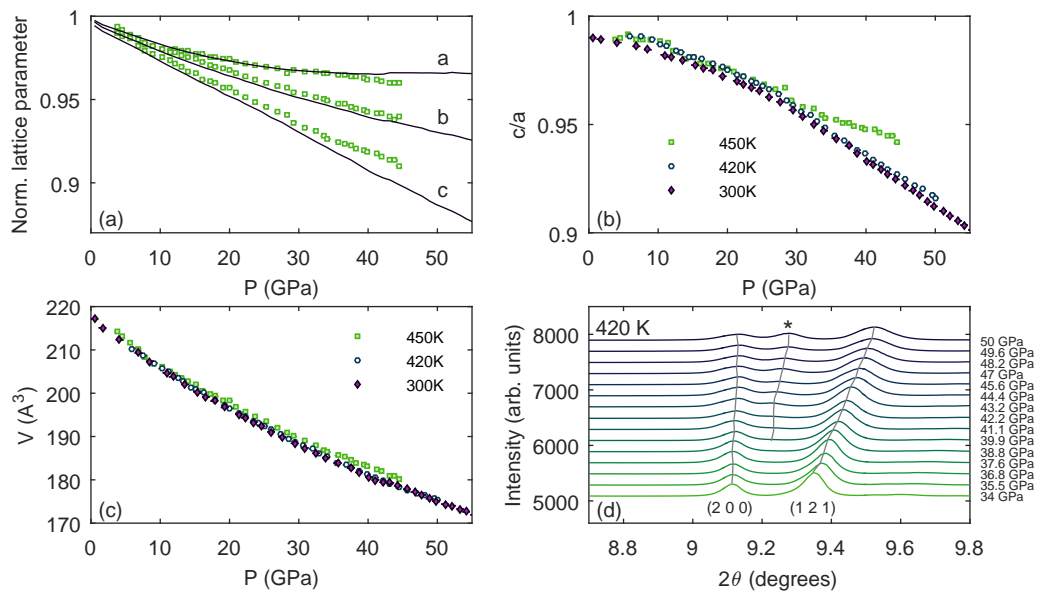 1
0.95
0.9
Norm. lattice parameter
a
b
c
(a)
0 10 20 30 40 50
P (GPa)
1
0.95
0.9
c/a
450K
420K
300K
(b)
0 10 20 30 40 50
P (GPa)
220
210
200
190
180
170
V (A³)
450K
420K
300K
(c)
0 10 20 30 40 50
P (GPa)
8000
7000
6000
5000
Intensity (arb. units)
420 K
*
50 GPa
49.6 GPa
48.2 GPa
47 GPa
45.6 GPa
44.4 GPa
43.2 GPa
42.2 GPa
41.1 GPa
39.9 GPa
38.8 GPa
37.6 GPa
36.8 GPa
35.5 GPa
34 GPa
(d)
(2 0 0)
(1 2 1)
8.8 9 9.2 9.4 9.6 9.8
2θ (degrees)